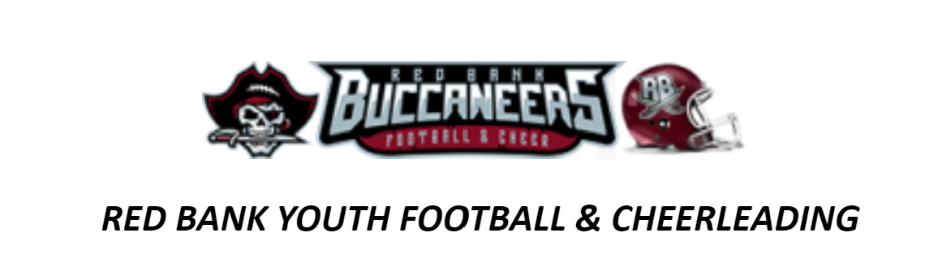 RED BANK
BUCCANEERS
FOOTBALL & CHEER
RB
RED BANK YOUTH FOOTBALL & CHEERLEADING